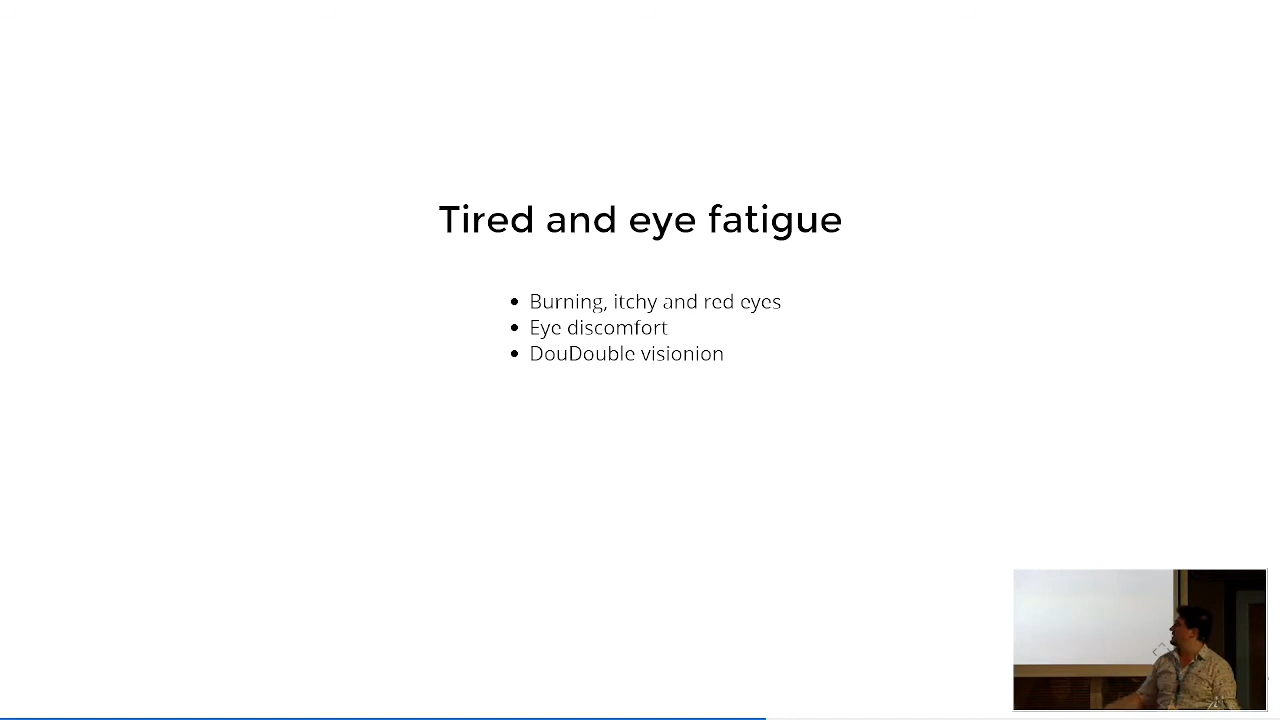 Tired and eye fatigue
Burning, itchy and red eyes
Eye discomfort
DouDouble visionion